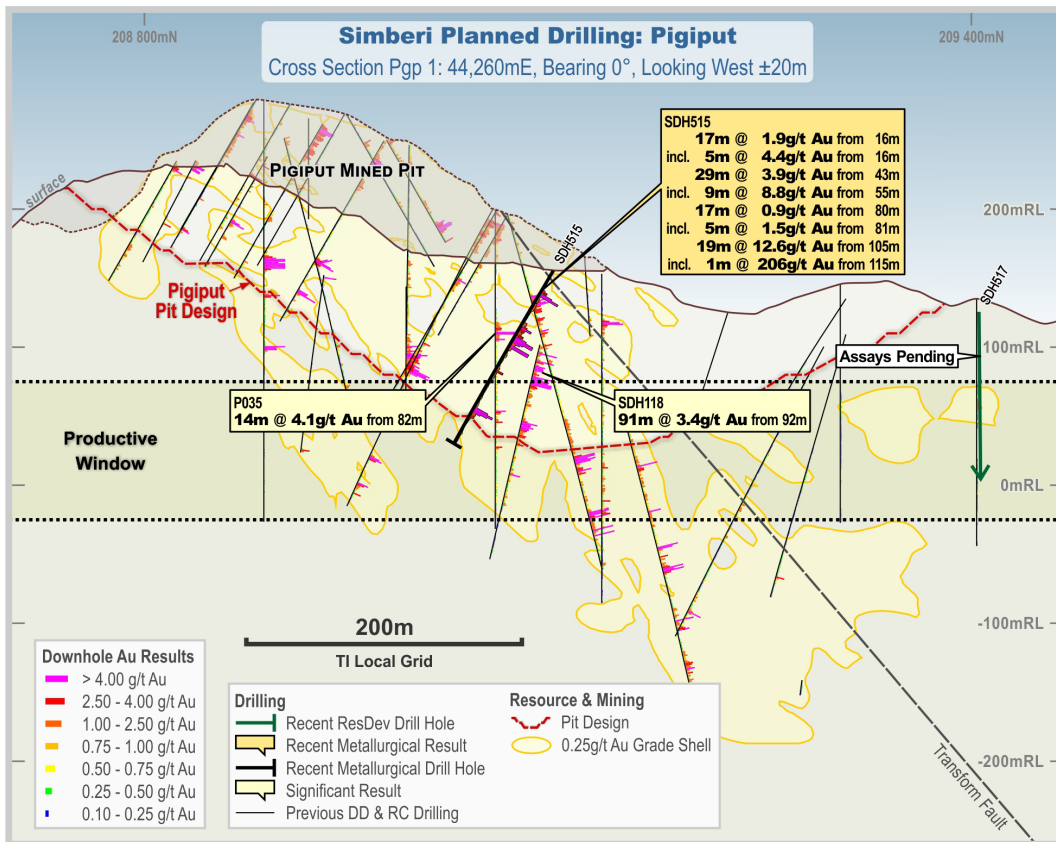 Simberi Planned Drilling: Pigiput
Cross Section Pgp 1: 44,260mE, Bearing 0°, Looking West ±20m
208 800mN
209 400mN
SDH515
17m @ 1.9g/t Au from 16m
incl. 5m @ 4.4g/t Au from 16m
29m @ 3.9g/t Au from 43m
incl. 9m @ 8.8g/t Au from 55m
17m @ 0.9g/t Au from 80m
incl. 5m @ 1.5g/t Au from 81m
19m @ 12.6g/t Au from 105m
incl. 1m @ 206g/t Au from 115m
Pigiput Mined Pit
surface
200mRL
SDH515
SDH517
Pigiput
Pit Design
100mRL
Assays Pending
P035
14m @ 4.1g/t Au from 82m
SDH118
91m @ 3.4g/t Au from 92m
Productive
Window
0mRL
-100mRL
200m
TI Local Grid
-200mRL
Transform Fault
Downhole Au Results
> 4.00 g/t Au
2.50 - 4.00 g/t Au
1.00 - 2.50 g/t Au
0.75 - 1.00 g/t Au
0.50 - 0.75 g/t Au
0.25 - 0.50 g/t Au
0.10 - 0.25 g/t Au
Drilling
Recent ResDev Drill Hole
Recent Metallurgical Result
Recent Metallurgical Drill Hole
Significant Result
Previous DD & RC Drilling
Resource & Mining
Pit Design
0.25g/t Au Grade Shell